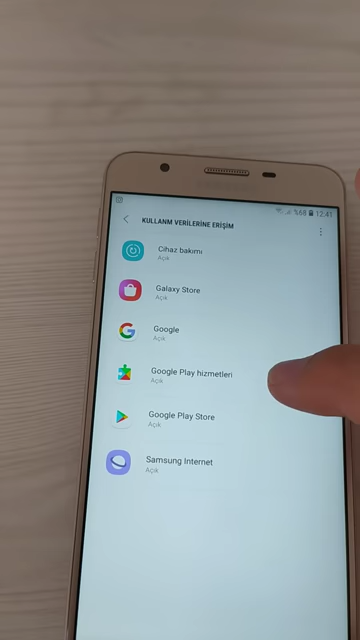 %68 12:41
KULLANIM VERİLERİNE ERİŞİM
Cihaz bakımı
Açık
Galaxy Store
Açık
Google
Açık
Google Play hizmetleri
Açık
Google Play Store
Açık
Samsung Internet
Açık